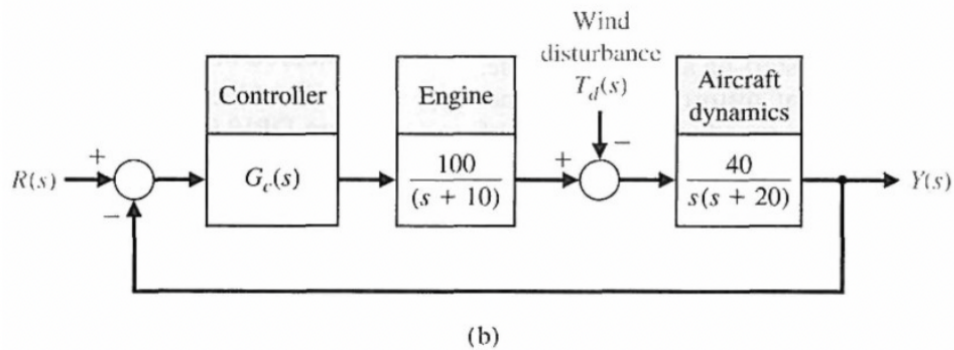 Wind
disturbance
T_d(s)
Controller
Engine
Aircraft
dynamics
R(s)
+
−
G_c(s)
100
(s + 10)
+
−
40
s(s + 20)
Y(s)
(b)